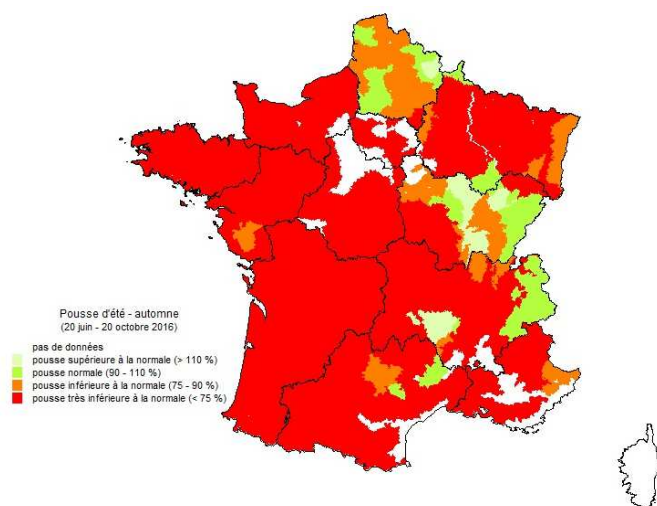 Pousse d'été - automne
(20 juin - 20 octobre 2016)
pas de données
pousse supérieure à la normale (> 110 %)
pousse normale (90 - 110 %)
pousse inférieure à la normale (75 - 90 %)
pousse très inférieure à la normale (< 75 %)